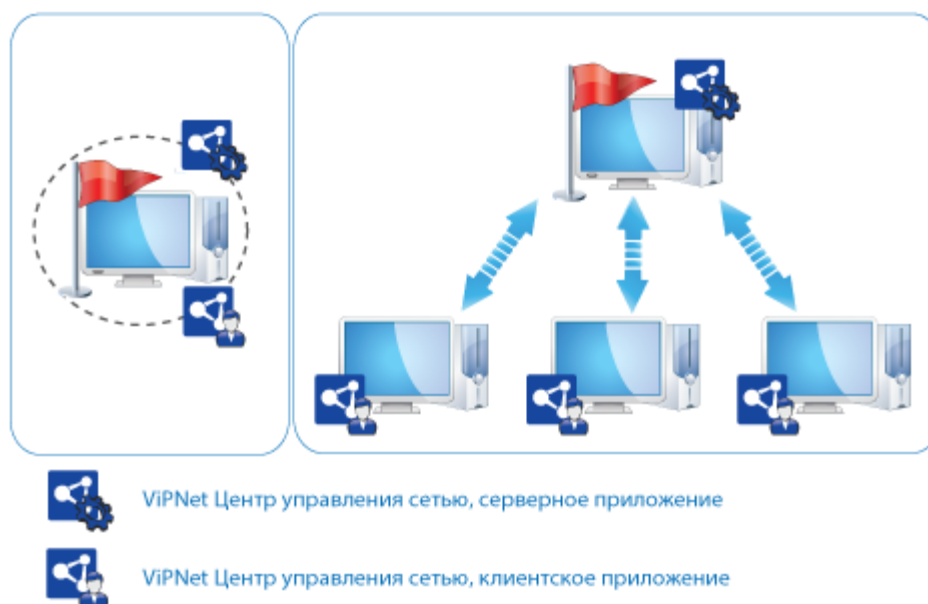 ViPNet Центр управления сетью, серверное приложение
ViPNet Центр управления сетью, клиентское приложение